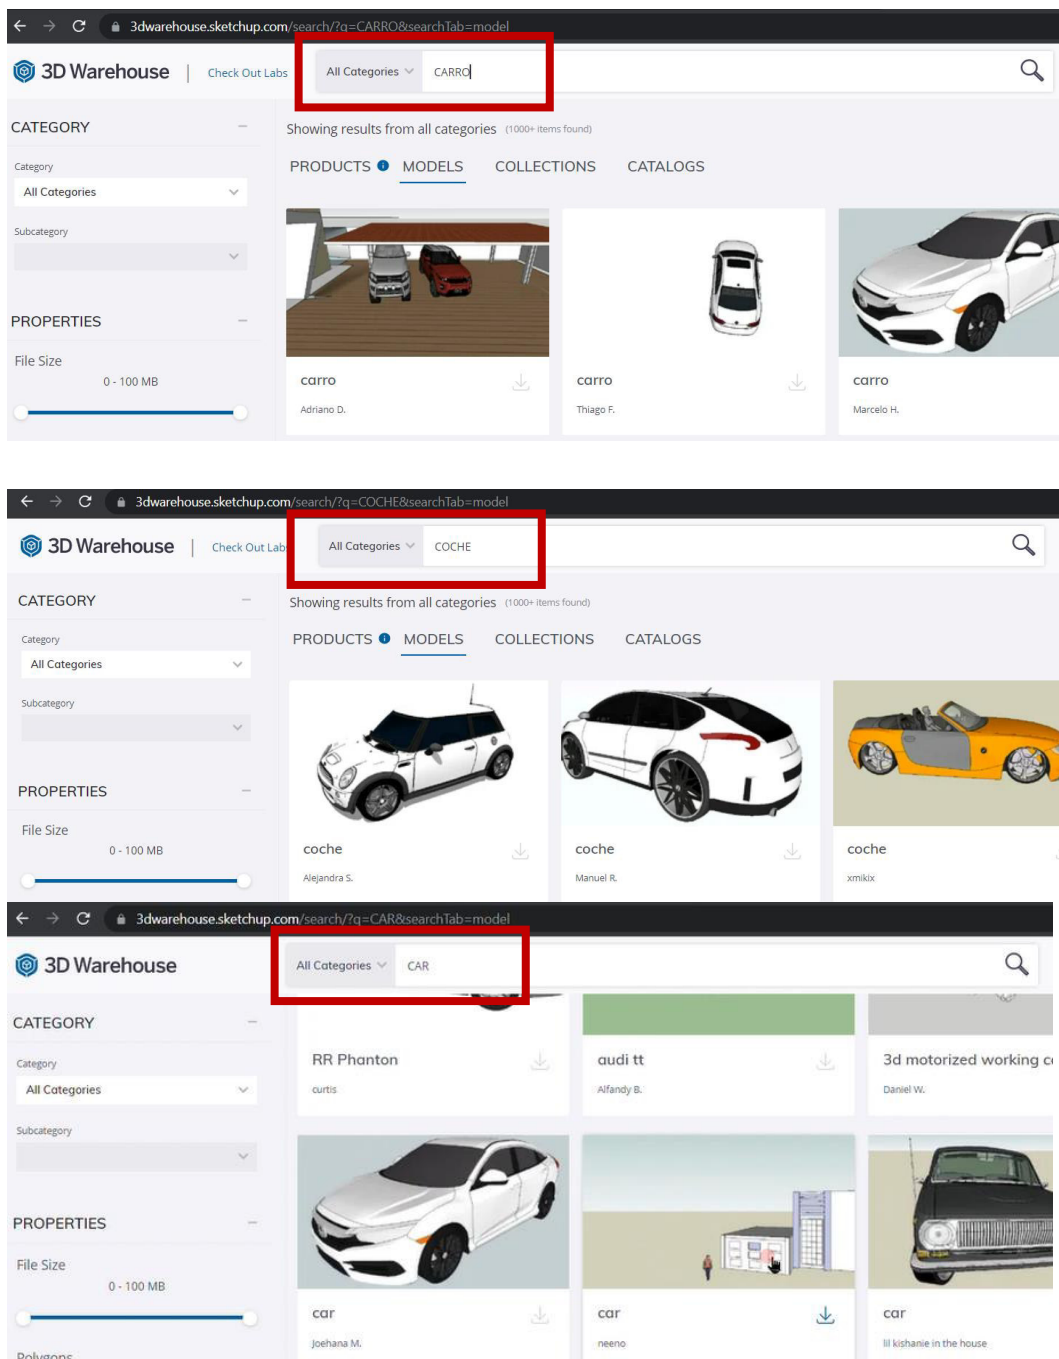 3dwarehouse.sketchup.com/search/?q=CARRO&searchTab=model
3D Warehouse | Check Out Labs
All Categories CARRO
CATEGORY
Showing results from all categories (1000+ items found)
Category
PRODUCTS MODELS COLLECTIONS CATALOGS
All Categories
Subcategory
PROPERTIES
File Size
0 - 100 MB
carro carro carro
Adriano D. Thiago F. Marcelo H.
3dwarehouse.sketchup.com/search/?q=COCHE&searchTab=model
3D Warehouse | Check Out Labs
All Categories COCHE
CATEGORY
Showing results from all categories (1000+ items found)
Category
PRODUCTS MODELS COLLECTIONS CATALOGS
All Categories
Subcategory
PROPERTIES
File Size
0 - 100 MB
coche coche coche
Alejandra S. Manuel R. xmikix
3dwarehouse.sketchup.com/search/?q=CAR&searchTab=model
3D Warehouse
All Categories CAR
CATEGORY
RR Phanton audi tt 3d motorized working
Category
curtis Alfandy B. Daniel W.
All Categories
Subcategory
PROPERTIES
File Size
0 - 100 MB
car car car
Joehana M. neeno lil kishanie in the house
Polygons